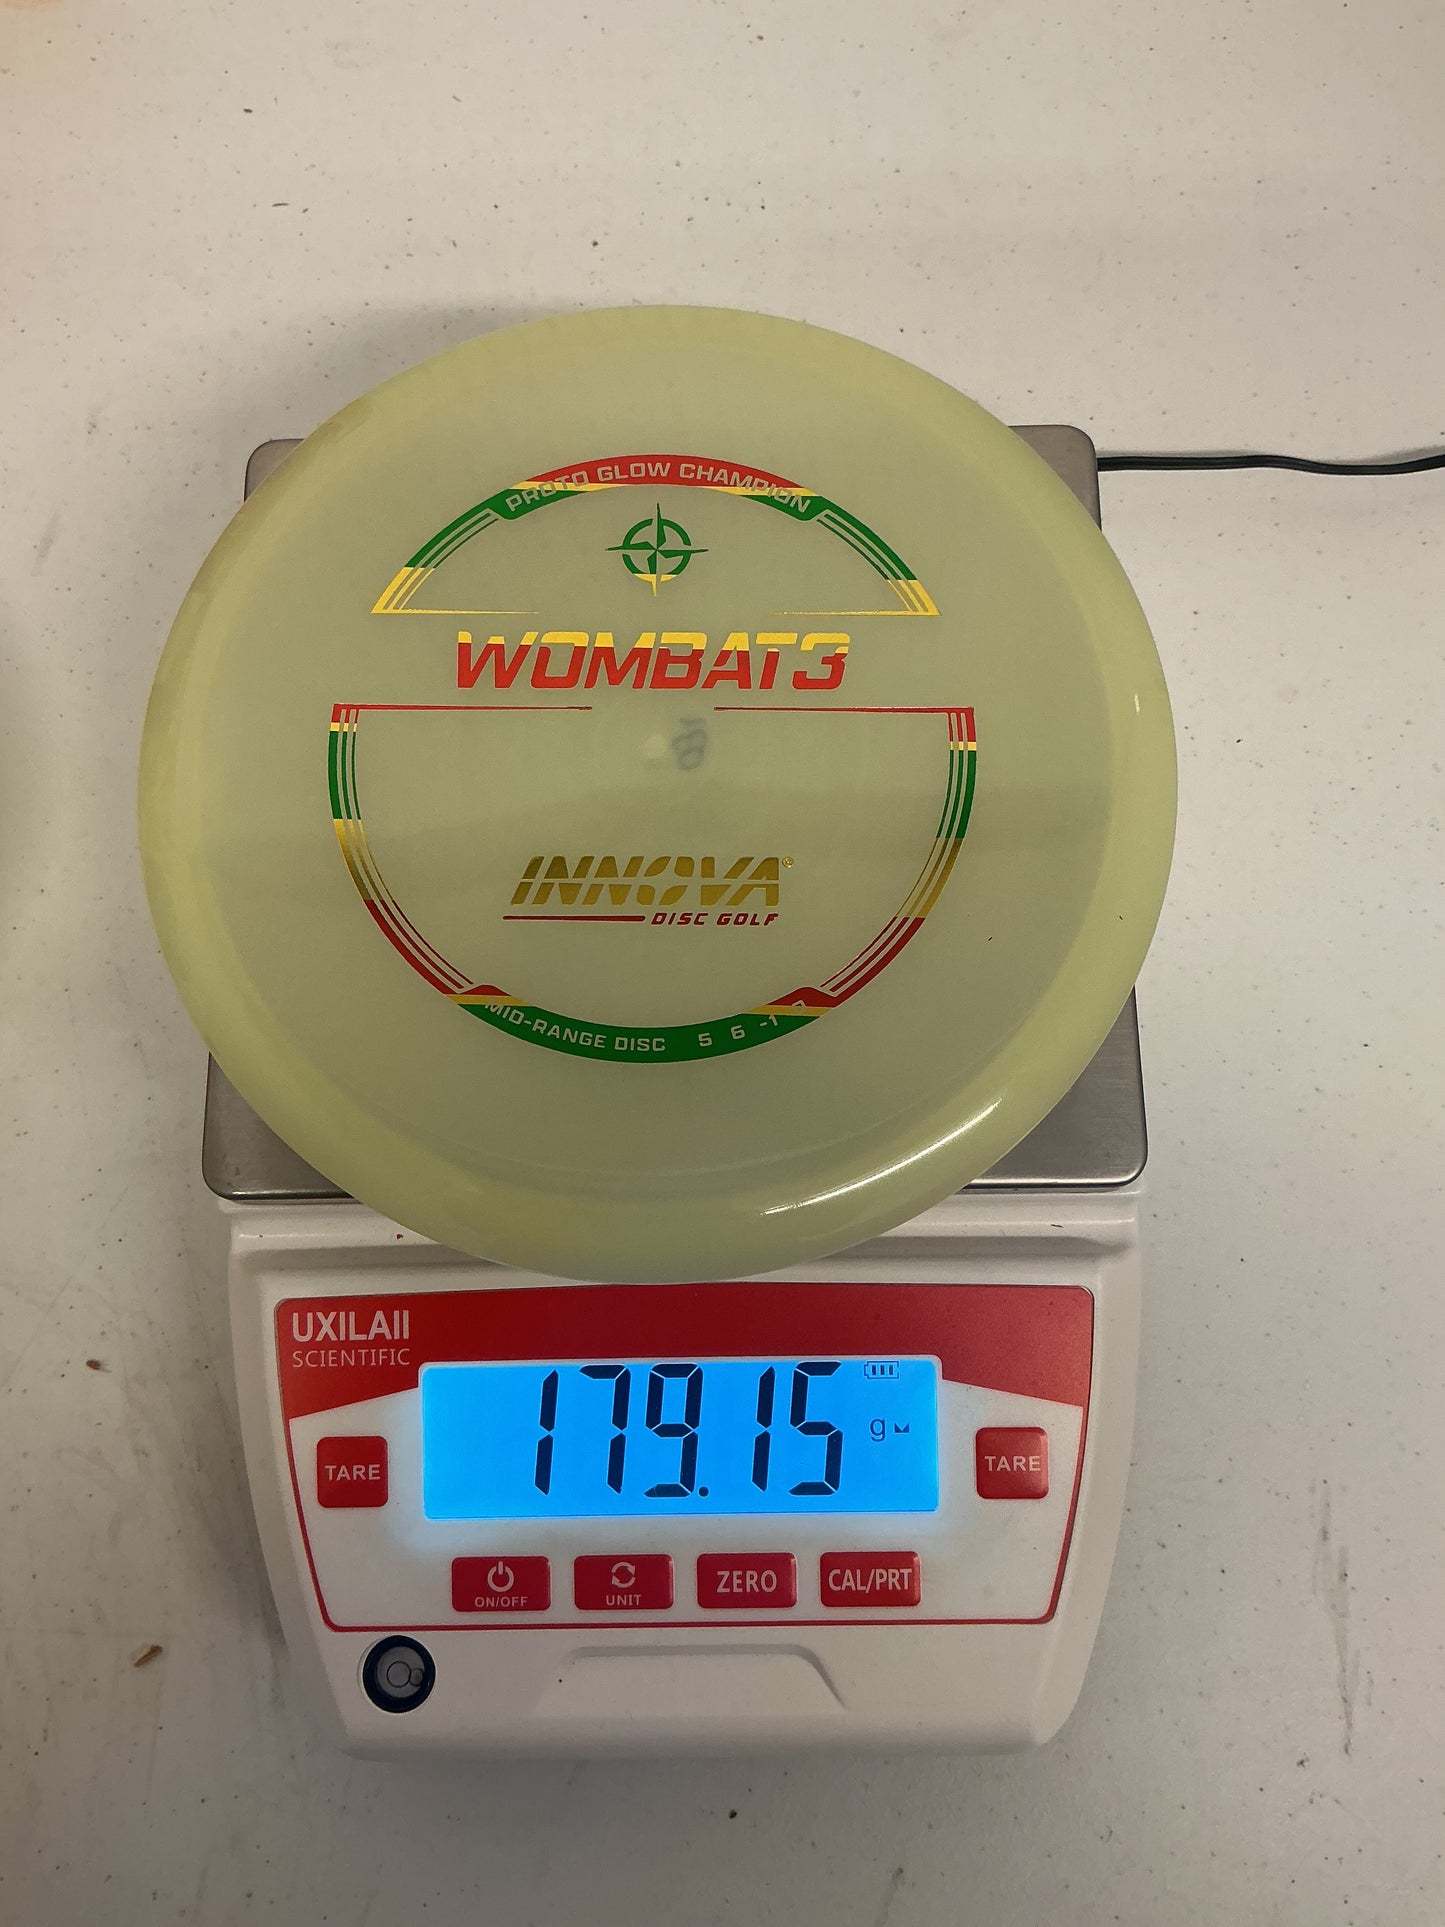 PROTO GLOW CHAMPION
WOMBAT3
INNOVA®
DISC GOLF
MID-RANGE DISC 5 6 -1
UXILAII
SCIENTIFIC
179.15
g
TARE
TARE
ON/OFF
UNIT
ZERO
CAL/PRT